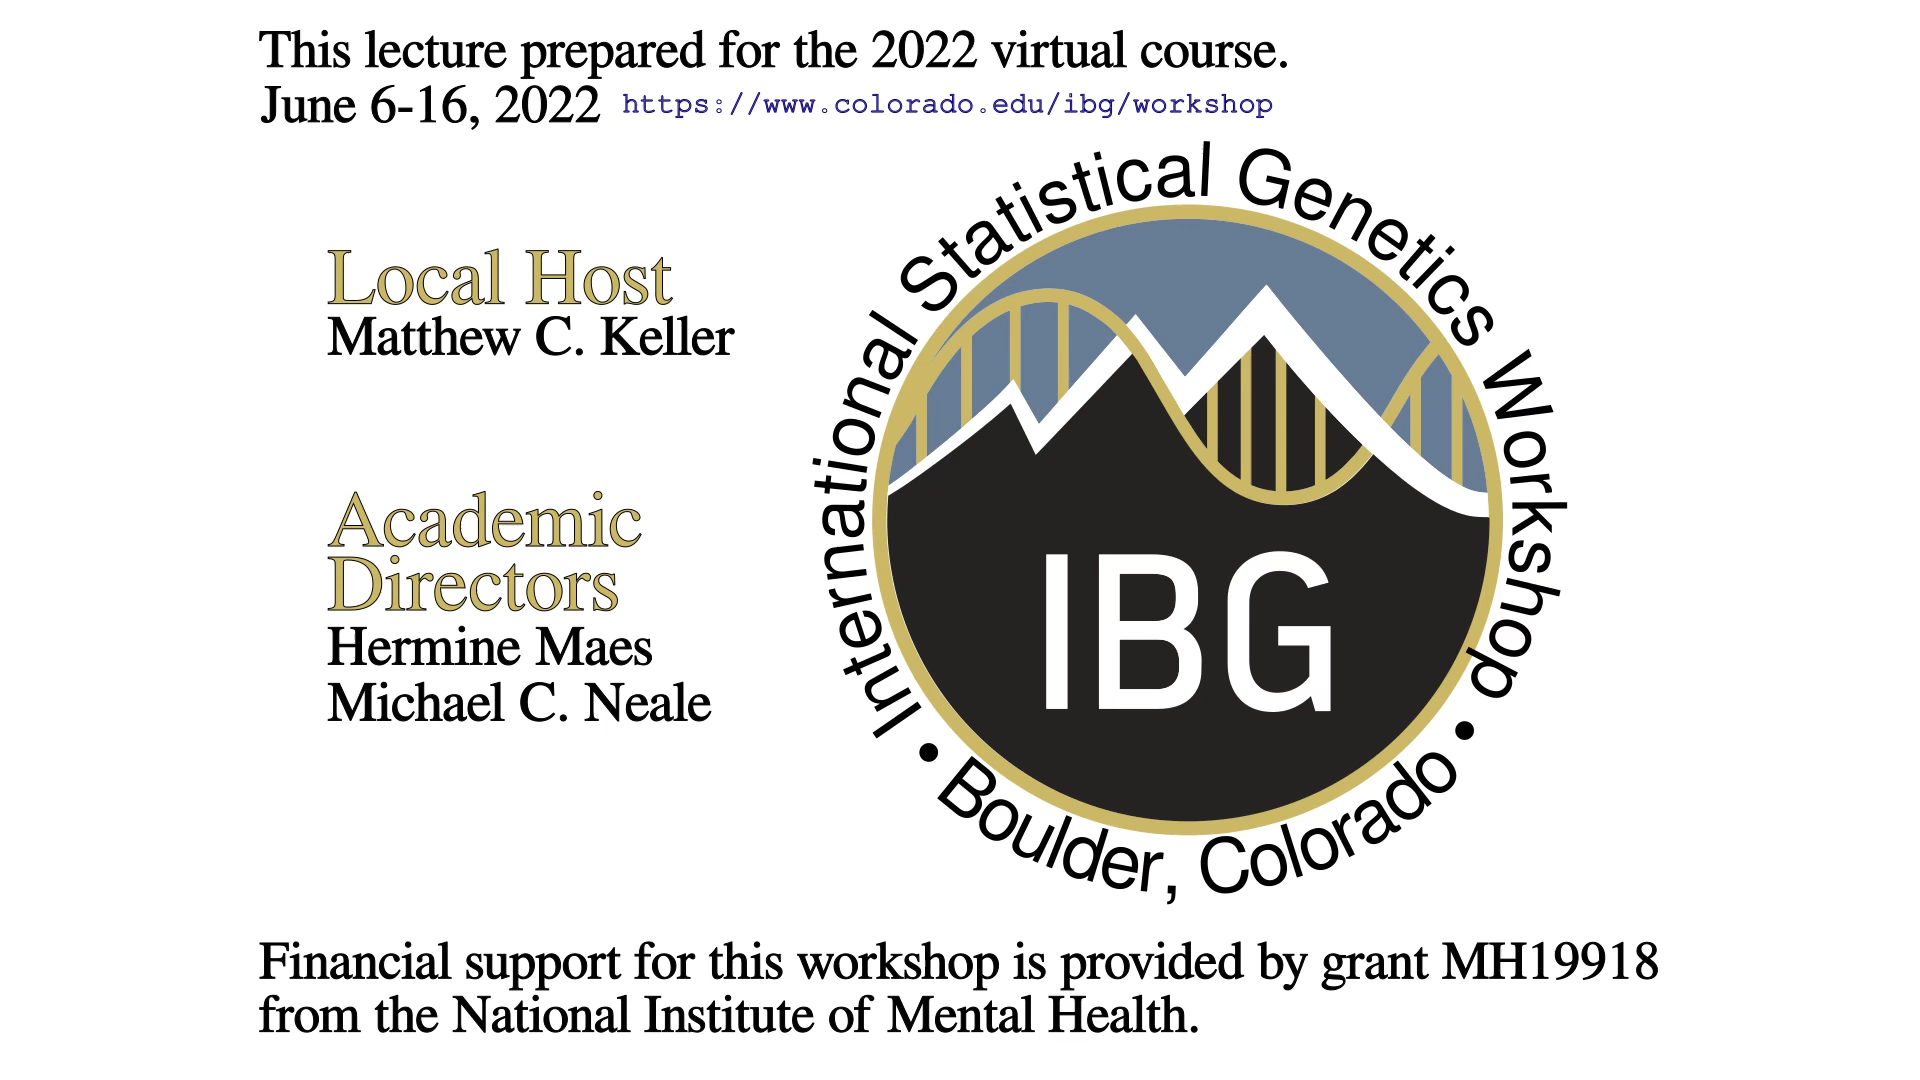 This lecture prepared for the 2022 virtual course.
June 6-16, 2022 https://www.colorado.edu/ibg/workshop
Local Host
Matthew C. Keller
Academic
Directors
Hermine Maes
Michael C. Neale
International Statistical Genetics Workshop
• Boulder, Colorado •
IBG
Financial support for this workshop is provided by grant MH19918
from the National Institute of Mental Health.